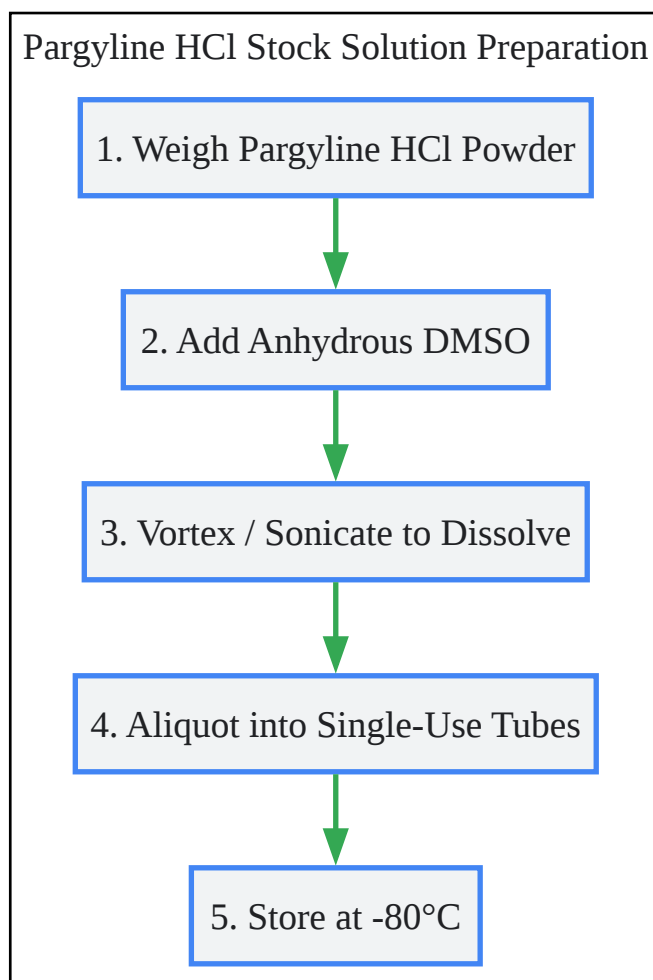 Pargyline HCl Stock Solution Preparation
1. Weigh Pargyline HCl Powder
2. Add Anhydrous DMSO
3. Vortex / Sonicate to Dissolve
4. Aliquot into Single-Use Tubes
5. Store at -80°C